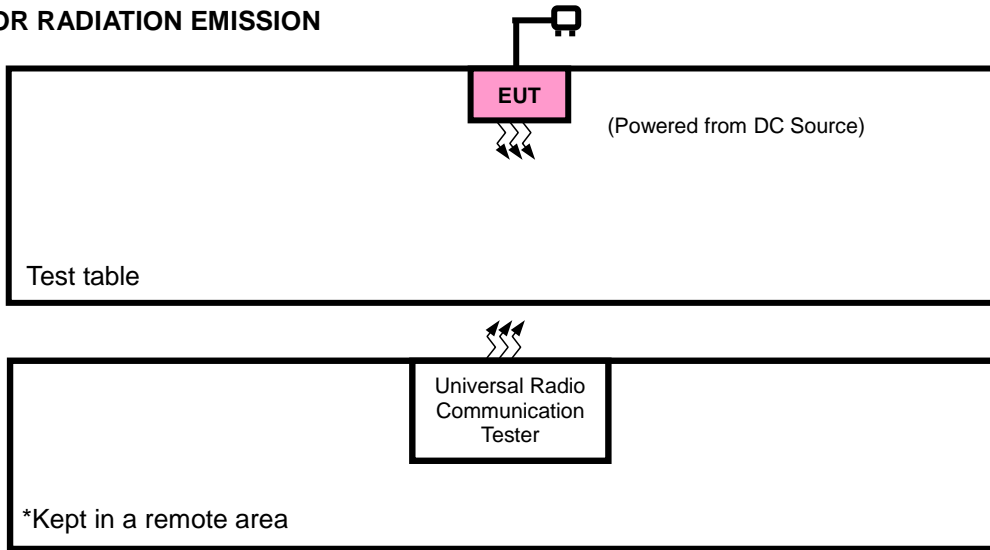 OR RADIATION EMISSION
EUT
(Powered from DC Source)
Test table
Universal Radio
Communication
Tester
*Kept in a remote area